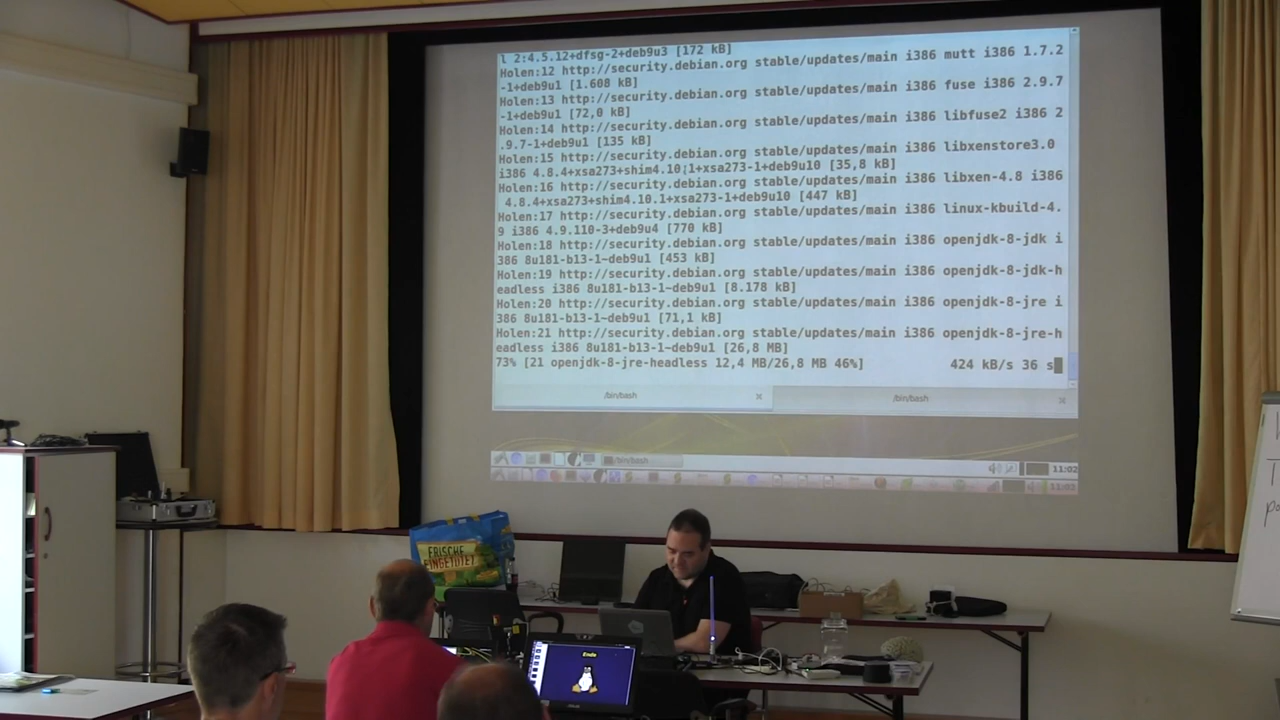 l 2:4.5.12+dfsg-2+deb9u3 [172 kB]
Holen:12 http://security.debian.org stable/updates/main i386 mutt i386 1.7.2
-1+deb9u1 [1.608 kB]
Holen:13 http://security.debian.org stable/updates/main i386 fuse i386 2.9.7
-1+deb9u1 [72,0 kB]
Holen:14 http://security.debian.org stable/updates/main i386 libfuse2 i386 2
.9.7-1+deb9u1 [135 kB]
Holen:15 http://security.debian.org stable/updates/main i386 libxenstore3.0
i386 4.8.4+xsa273+shim4.10.1+xsa273-1+deb9u10 [35,8 kB]
Holen:16 http://security.debian.org stable/updates/main i386 libxen-4.8 i386
4.8.4+xsa273+shim4.10.1+xsa273-1+deb9u10 [447 kB]
Holen:17 http://security.debian.org stable/updates/main i386 linux-kbuild-4.
9 i386 4.9.110-3+deb9u4 [770 kB]
Holen:18 http://security.debian.org stable/updates/main i386 openjdk-8-jdk i
386 8u181-b13-1~deb9u1 [453 kB]
Holen:19 http://security.debian.org stable/updates/main i386 openjdk-8-jdk-h
eadless i386 8u181-b13-1~deb9u1 [8.178 kB]
Holen:20 http://security.debian.org stable/updates/main i386 openjdk-8-jre i
386 8u181-b13-1~deb9u1 [71,1 kB]
Holen:21 http://security.debian.org stable/updates/main i386 openjdk-8-jre-h
eadless i386 8u181-b13-1~deb9u1 [26,8 MB]
73% [21 openjdk-8-jre-headless 12,4 MB/26,8 MB 46%] 424 kB/s 36 s
/bin/bash /bin/bash
/bin/bash 11:02
11:03
FRISCHE
EINGETÜTET
Ende